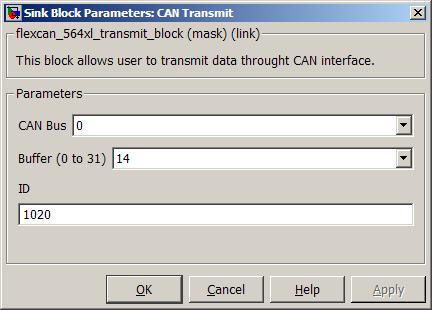 Sink Block Parameters: CAN Transmit
flexcan_564xl_transmit_block (mask) (link)
This block allows user to transmit data throught CAN interface.
Parameters
CAN Bus 0
Buffer (0 to 31) 14
ID
1020
OK Cancel Help Apply